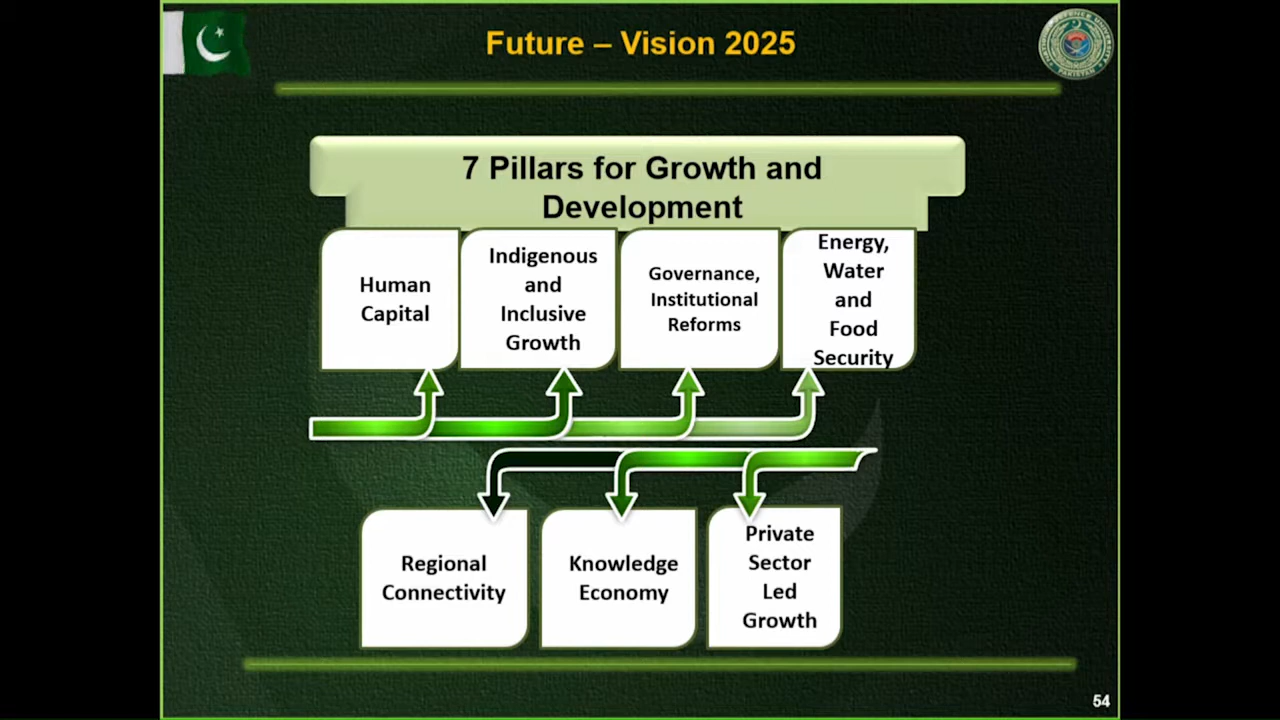 Future – Vision 2025
7 Pillars for Growth and
Development
Human
Capital
Indigenous
and
Inclusive
Growth
Governance,
Institutional
Reforms
Energy,
Water
and
Food
Security
Regional
Connectivity
Knowledge
Economy
Private
Sector
Led
Growth
54